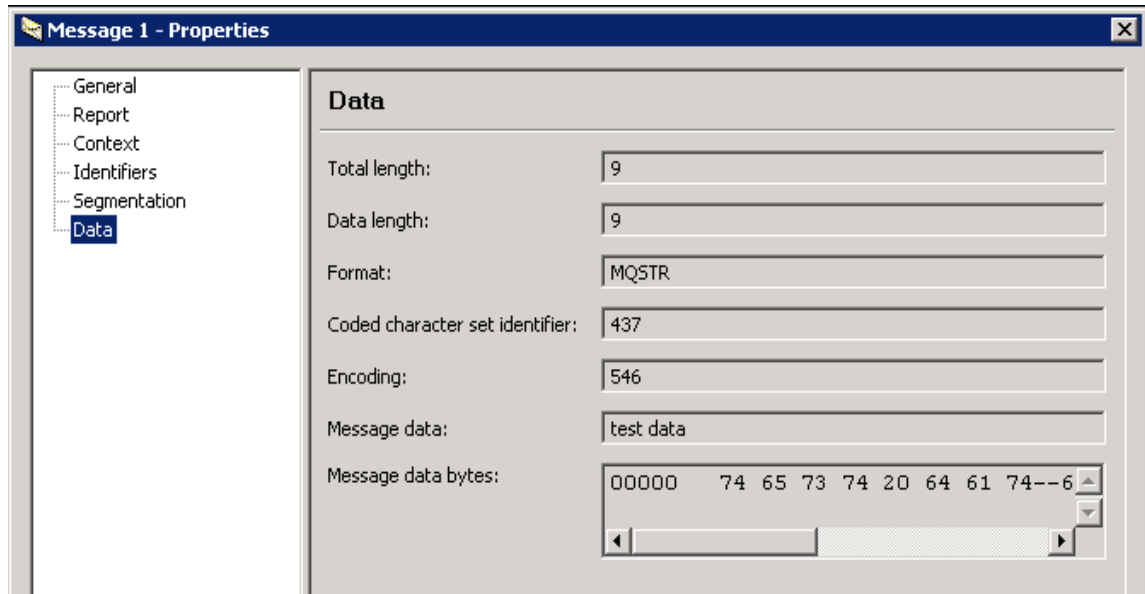 Message 1 - Properties
General
Report
Context
Identifiers
Segmentation
Data
Data
Total length: 9
Data length: 9
Format: MQSTR
Coded character set identifier: 437
Encoding: 546
Message data: test data
Message data bytes: 00000 74 65 73 74 20 64 61 74--6